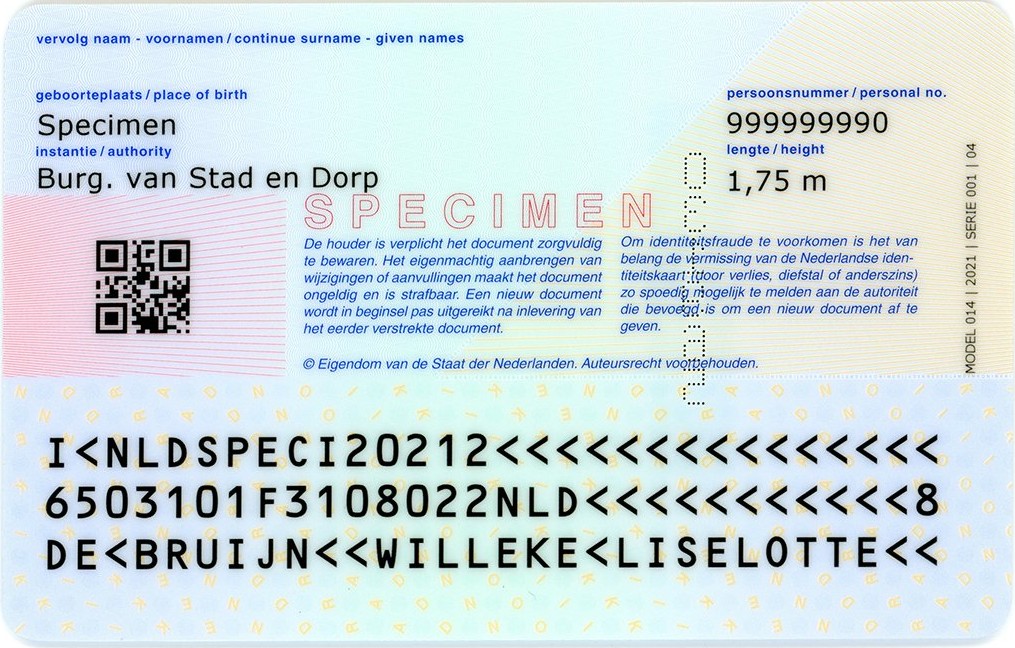 vervolg naam - voornamen / continue surname - given names
geboorteplaats / place of birth
Specimen
instantie / authority
Burg. van Stad en Dorp
persoonsnummer / personal no.
999999990
lengte / height
1,75 m
SPECIMEN
De houder is verplicht het document zorgvuldig
te bewaren. Het eigenmachtig aanbrengen van
wijzigingen of aanvullingen maakt het document
ongeldig en is strafbaar. Een nieuw document
wordt in beginsel pas uitgereikt na inlevering van
het eerder verstrekte document.
Om identiteitsfraude te voorkomen is het van
belang de vermissing van de Nederlandse iden-
titeitskaart (door verlies, diefstal of anderszins)
zo spoedig mogelijk te melden aan de autoriteit
die bevoegd is om een nieuw document af te
geven.
© Eigendom van de Staat der Nederlanden. Auteursrecht voorbehouden.
MODEL 014 | 2021 | SERIE 001 | 04
I<NLDSPECI20212<<<<<<<<<<<<<<<
6503101F3108022NLD<<<<<<<<<<<8
DE<BRUIJN<<WILLEKE<LISELOTTE<<